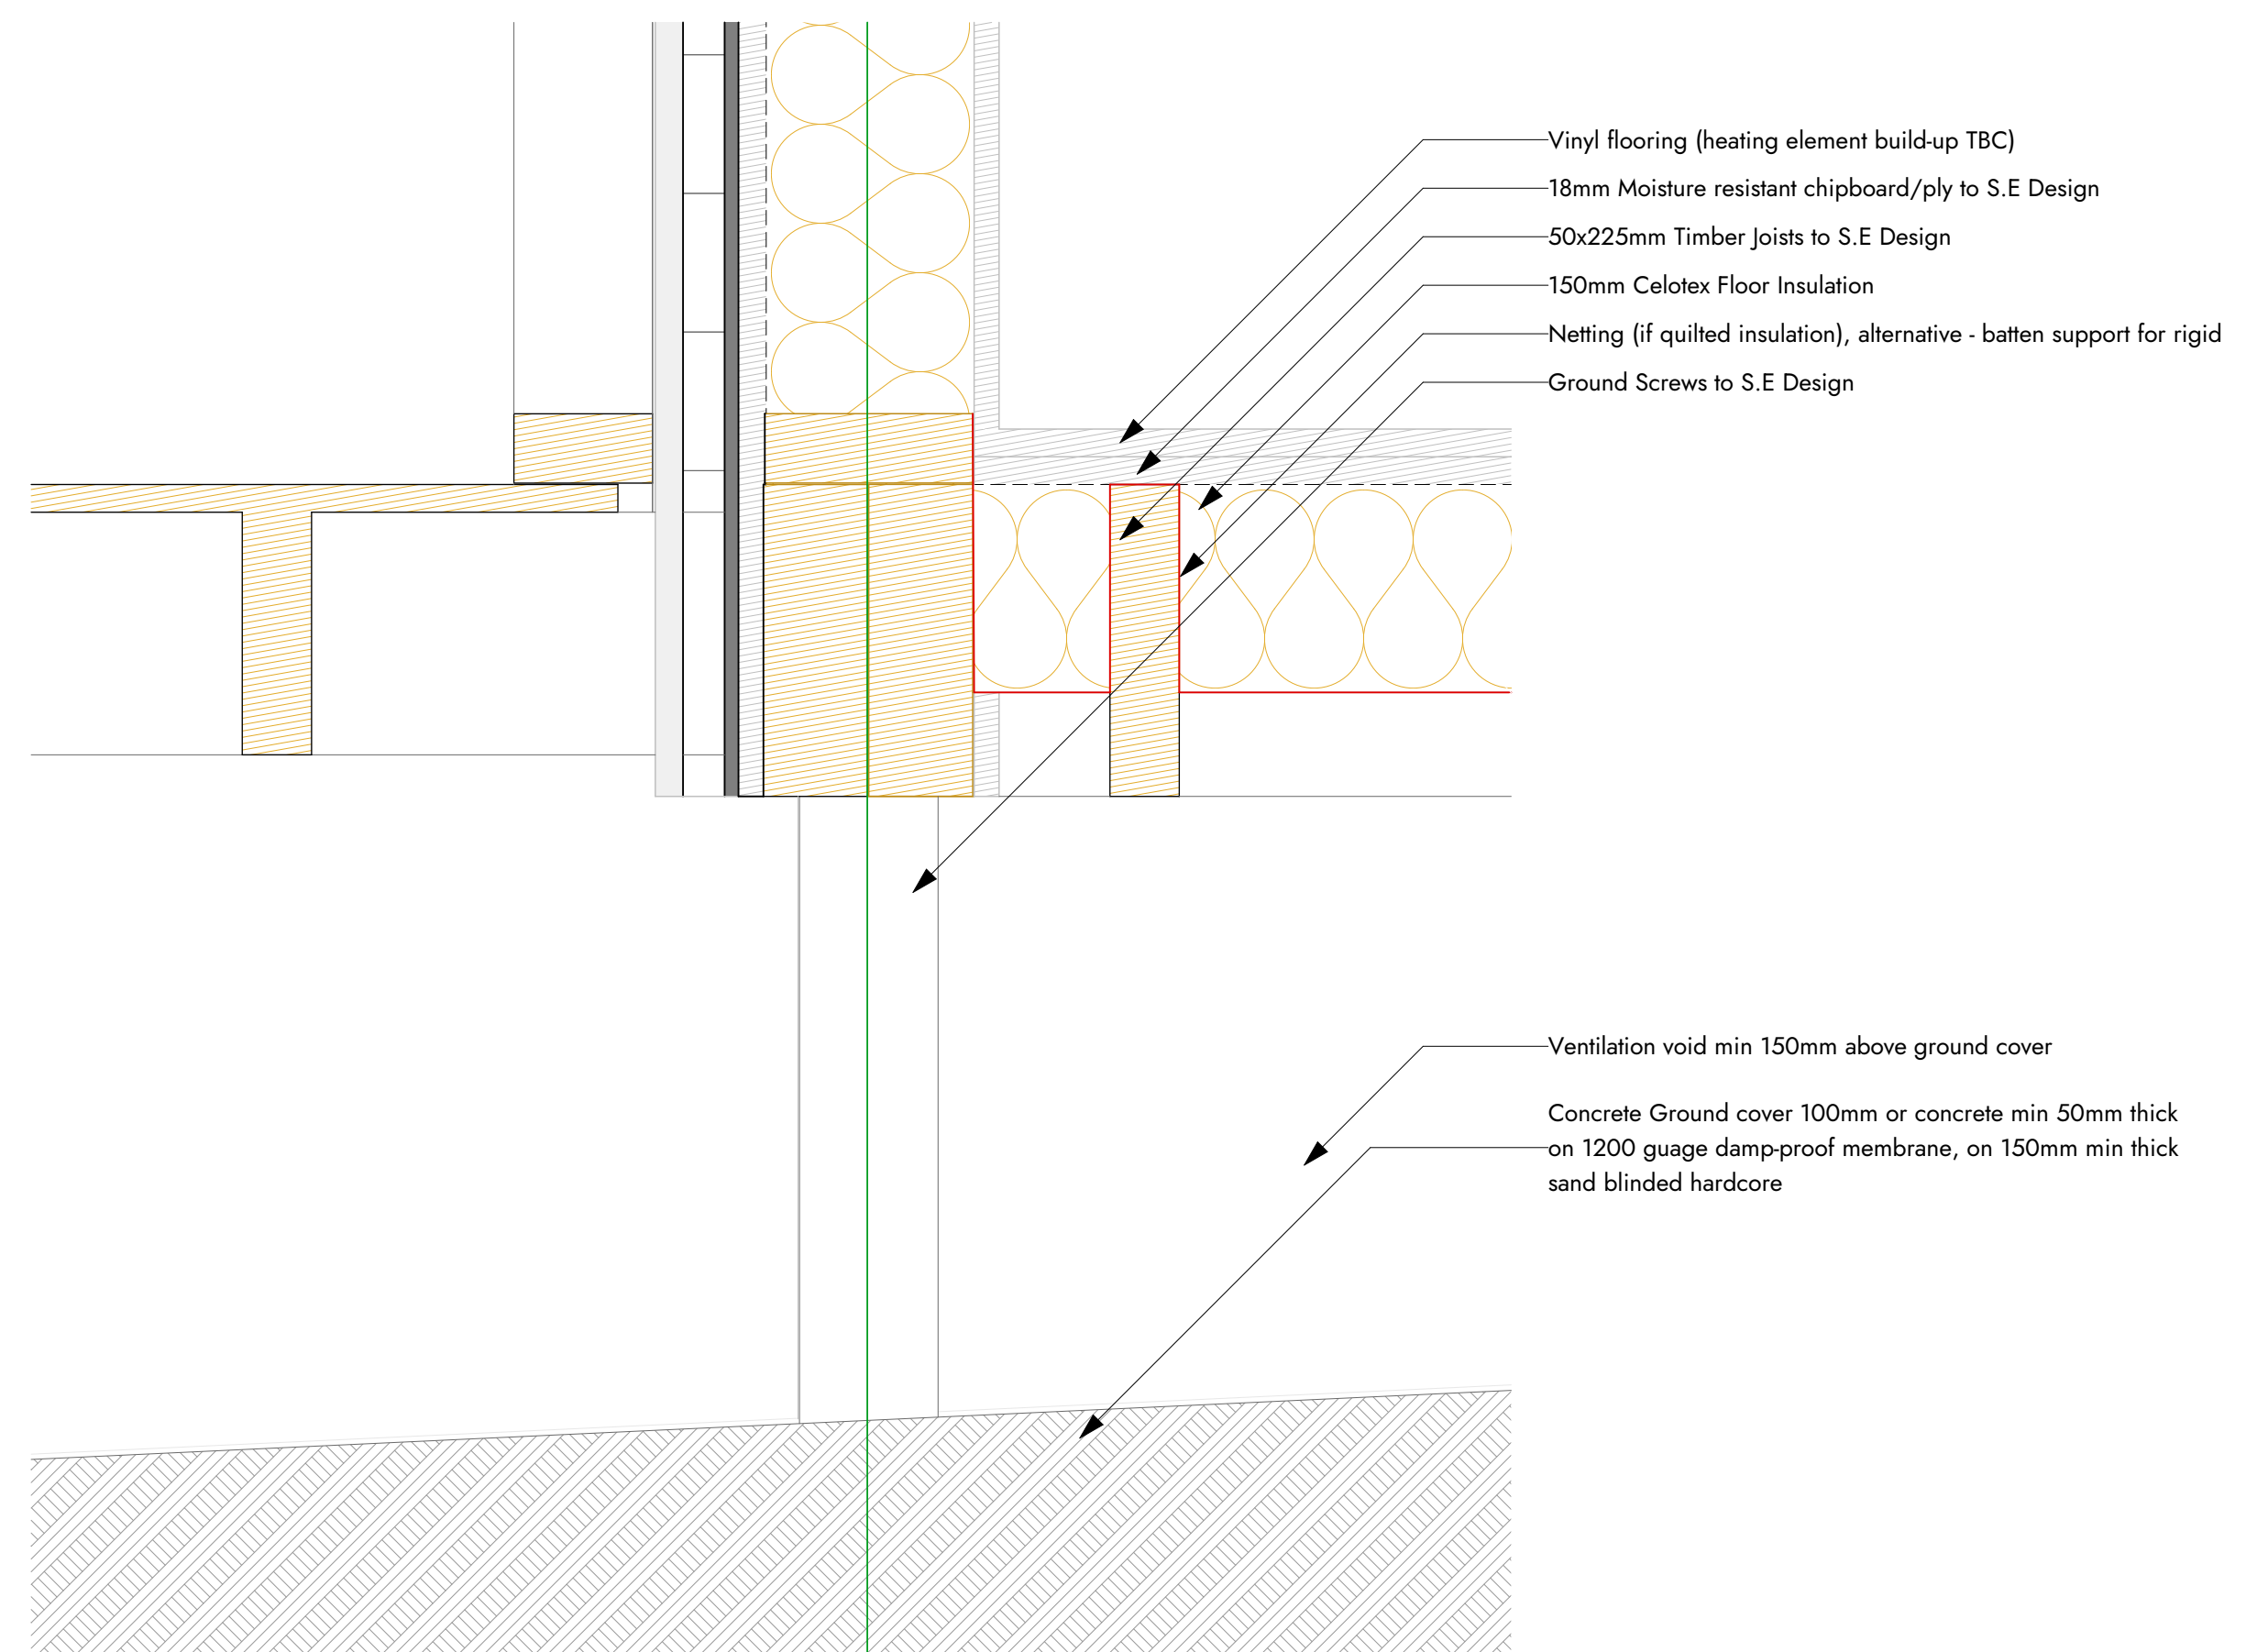 Vinyl flooring (heating element build-up TBC)
18mm Moisture resistant chipboard/ply to S.E Design
50x225mm Timber Joists to S.E Design
150mm Celotex Floor Insulation
Netting (if quilted insulation), alternative - batten support for rigid
Ground Screws to S.E Design
Ventilation void min 150mm above ground cover
Concrete Ground cover 100mm or concrete min 50mm thick
on 1200 guage damp-proof membrane, on 150mm min thick
sand blinded hardcore